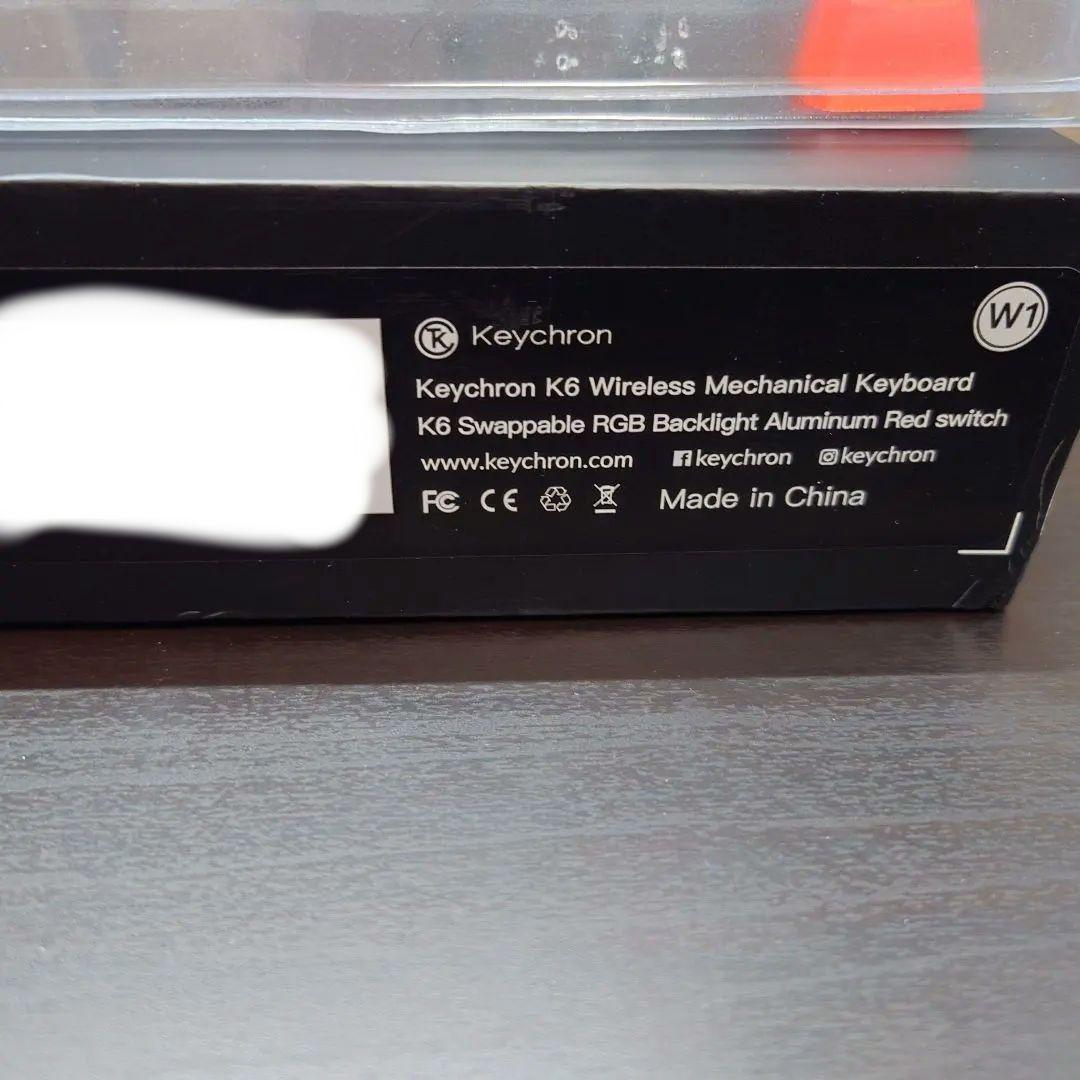 Keychron
W1
Keychron K6 Wireless Mechanical Keyboard
K6 Swappable RGB Backlight Aluminum Red switch
www.keychron.com keychron keychron
FC CE Made in China